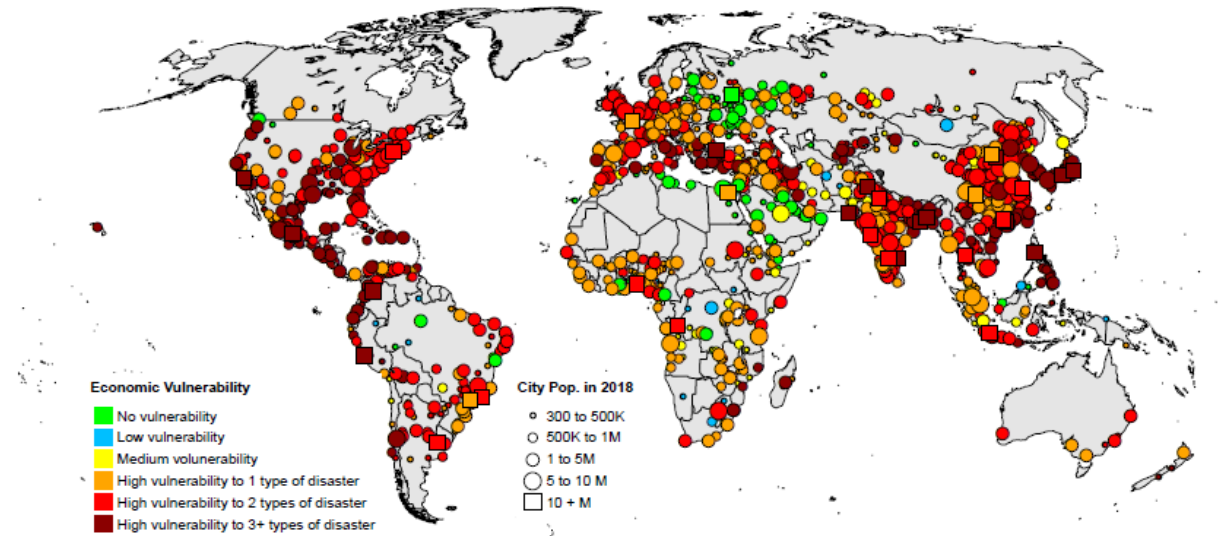 Economic Vulnerability
No vulnerability
Low vulnerability
Medium volunerability
High vulnerability to 1 type of disaster
High vulnerability to 2 types of disaster
High vulnerability to 3+ types of disaster
City Pop. in 2018
300 to 500K
500K to 1M
1 to 5M
5 to 10 M
10 + M